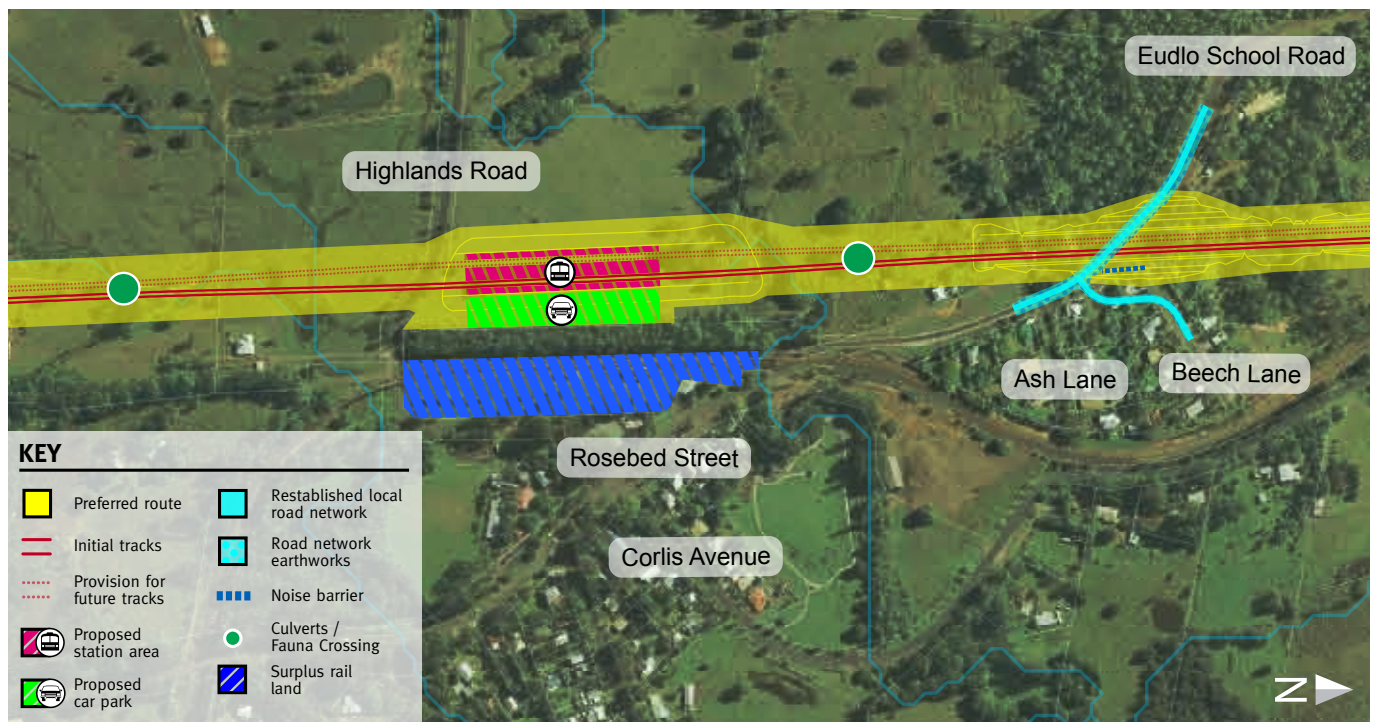 Eudlo School Road
Highlands Road
Ash Lane
Beech Lane
Rosebed Street
Corlis Avenue
KEY
Preferred route
Initial tracks
Provision for
future tracks
Proposed
station area
Proposed
car park
Restablished local
road network
Road network
earthworks
Noise barrier
Culverts /
Fauna Crossing
Surplus rail
land
N